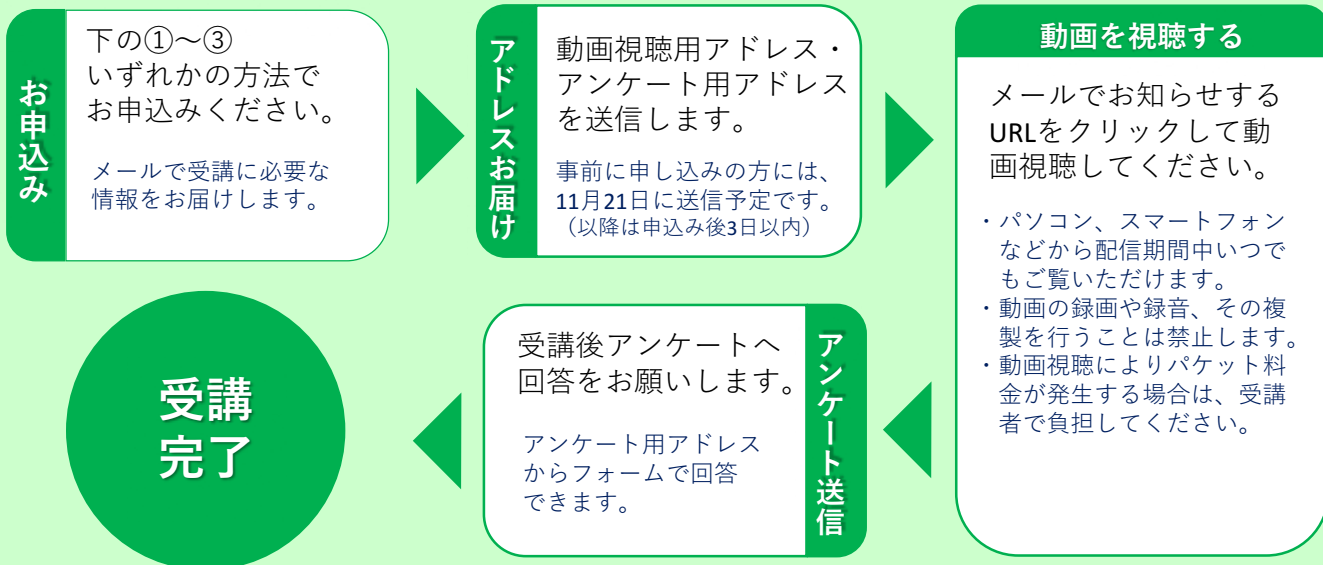 お申込み
下の①～③
いずれかの方法で
お申込みください。
メールで受講に必要な
情報をお届けします。
アドレスお届け
動画視聴用アドレス・
アンケート用アドレス
を送信します。
事前に申し込みの方には、
11月21日に送信予定です。
（以降は申込み後3日以内）
動画を視聴する
メールでお知らせする
URLをクリックして動
画視聴してください。
・パソコン、スマートフォン
などから配信期間中いつで
もご覧いただけます。
・動画の録画や録音、その複
製を行うことは禁止します。
・動画視聴によりパケット料
金が発生する場合は、受講
者で負担してください。
アンケート送信
受講後アンケートへ
回答をお願いします。
アンケート用アドレス
からフォームで回答
できます。
受講
完了